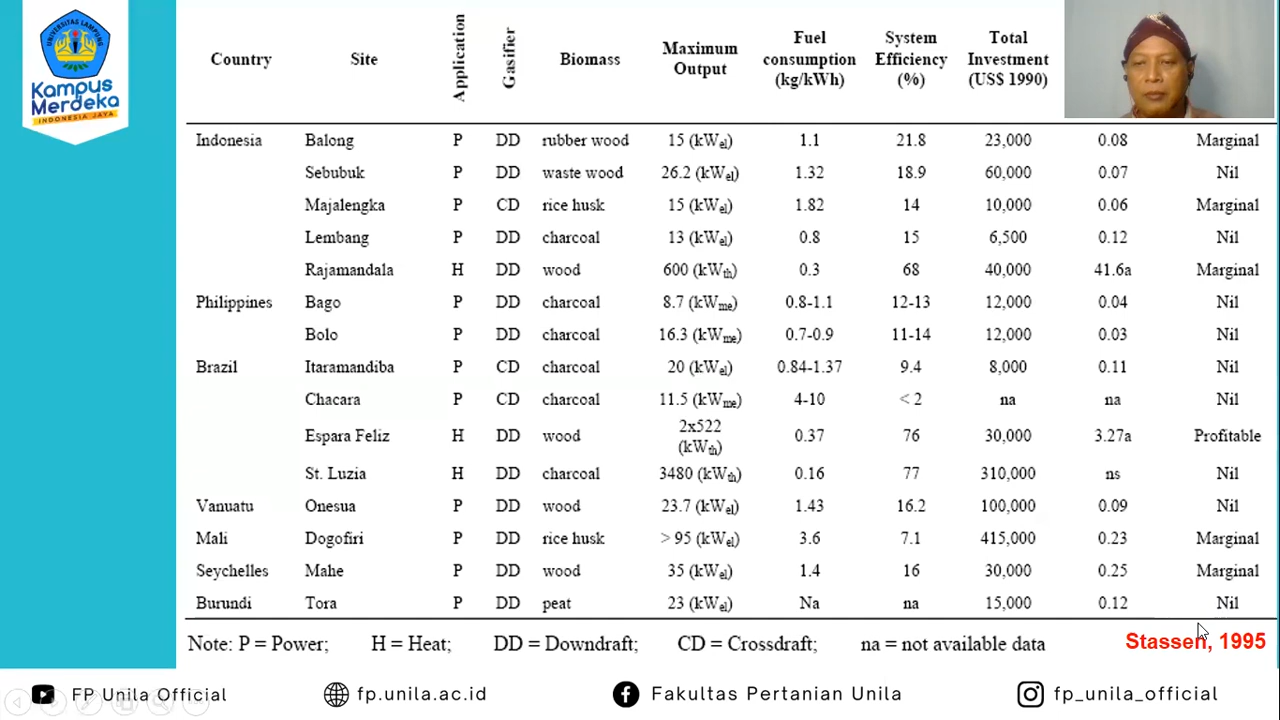 UNIVERSITAS LAMPUNG
Kampus
Merdeka
INDONESIA JAYA
Country Site Application Gasifier Biomass Maximum Output Fuel consumption (kg/kWh) System Efficiency (%) Total Investment (US$ 1990)
Indonesia Balong P DD rubber wood 15 (kWel) 1.1 21.8 23,000 0.08 Marginal
Sebubuk P DD waste wood 26.2 (kWel) 1.32 18.9 60,000 0.07 Nil
Majalengka P CD rice husk 15 (kWel) 1.82 14 10,000 0.06 Marginal
Lembang P DD charcoal 13 (kWel) 0.8 15 6,500 0.12 Nil
Rajamandala H DD wood 600 (kWth) 0.3 68 40,000 41.6a Marginal
Philippines Bago P DD charcoal 8.7 (kWme) 0.8-1.1 12-13 12,000 0.04 Nil
Bolo P DD charcoal 16.3 (kWme) 0.7-0.9 11-14 12,000 0.03 Nil
Brazil Itaramandiba P CD charcoal 20 (kWel) 0.84-1.37 9.4 8,000 0.11 Nil
Chacara P CD charcoal 11.5 (kWme) 4-10 < 2 na na Nil
Espara Feliz H DD wood 2x522 (kWth) 0.37 76 30,000 3.27a Profitable
St. Luzia H DD charcoal 3480 (kWth) 0.16 77 310,000 ns Nil
Vanuatu Onesua P DD wood 23.7 (kWel) 1.43 16.2 100,000 0.09 Nil
Mali Dogofiri P DD rice husk > 95 (kWel) 3.6 7.1 415,000 0.23 Marginal
Seychelles Mahe P DD wood 35 (kWel) 1.4 16 30,000 0.25 Marginal
Burundi Tora P DD peat 23 (kWel) Na na 15,000 0.12 Nil
Note: P = Power; H = Heat; DD = Downdraft; CD = Crossdraft; na = not available data
Stassen, 1995
FP Unila Official fp.unila.ac.id Fakultas Pertanian Unila fp_unila_official